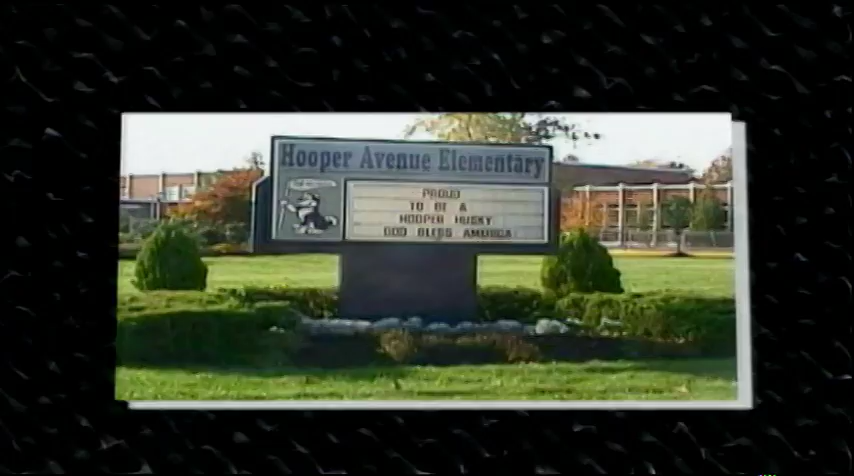 Hooper Avenue Elementary
PROUD
TO BE A
HOOPER HUSKY
GOD BLESS AMERICA